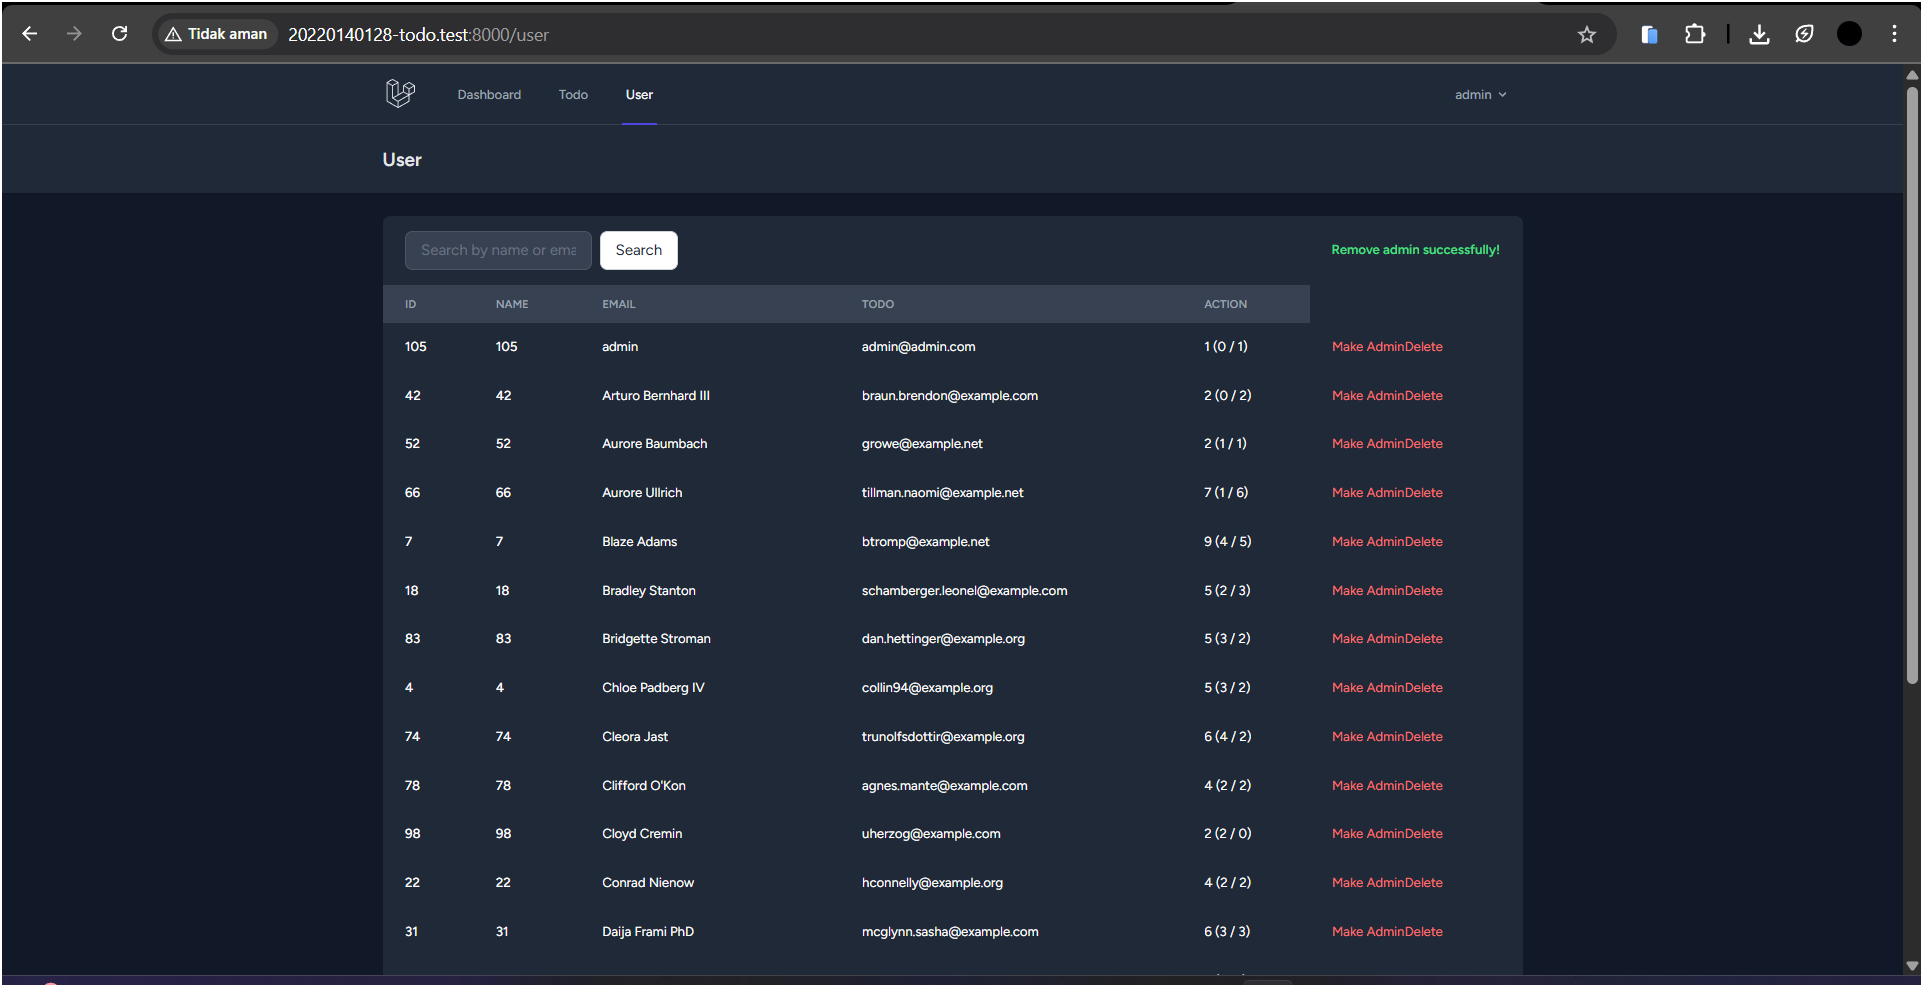 Tidak aman 20220140128-todo.test:8000/user
Dashboard Todo User admin
User
Search by name or ema Search Remove admin successfully!
ID NAME EMAIL TODO ACTION
105 105 admin admin@admin.com 1 (0 / 1) Make AdminDelete
42 42 Arturo Bernhard III braun.brendon@example.com 2 (0 / 2) Make AdminDelete
52 52 Aurore Baumbach growe@example.net 2 (1 / 1) Make AdminDelete
66 66 Aurore Ullrich tillman.naomi@example.net 7 (1 / 6) Make AdminDelete
7 7 Blaze Adams btromp@example.net 9 (4 / 5) Make AdminDelete
18 18 Bradley Stanton schamberger.leonel@example.com 5 (2 / 3) Make AdminDelete
83 83 Bridgette Stroman dan.hettinger@example.org 5 (3 / 2) Make AdminDelete
4 4 Chloe Padberg IV collin94@example.org 5 (3 / 2) Make AdminDelete
74 74 Cleora Jast trunolfsdottir@example.org 6 (4 / 2) Make AdminDelete
78 78 Clifford O'Kon agnes.mante@example.com 4 (2 / 2) Make AdminDelete
98 98 Cloyd Cremin uherzog@example.com 2 (2 / 0) Make AdminDelete
22 22 Conrad Nienow hconnelly@example.org 4 (2 / 2) Make AdminDelete
31 31 Daija Frami PhD mcglynn.sasha@example.com 6 (3 / 3) Make AdminDelete